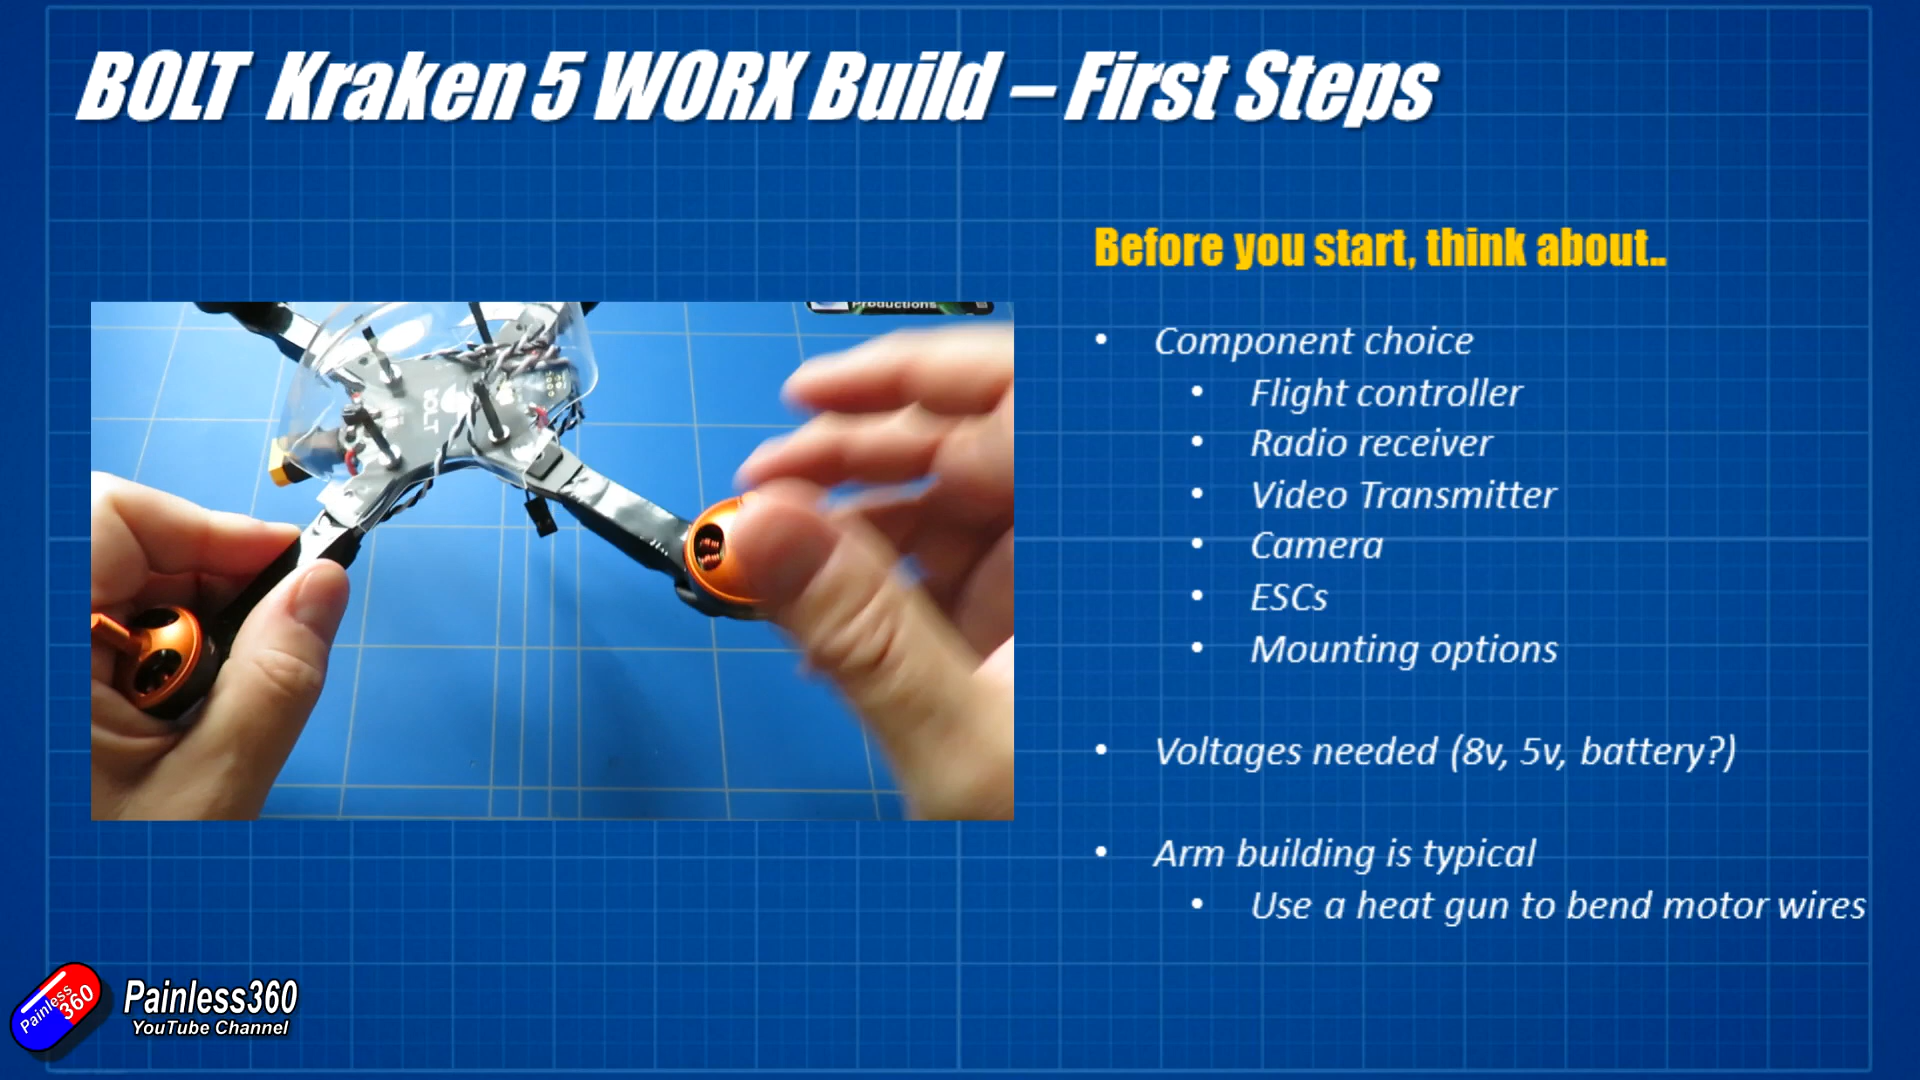 BOLT Kraken 5 WORX Build – First Steps
Before you start, think about..
• Component choice
• Flight controller
• Radio receiver
• Video Transmitter
• Camera
• ESCs
• Mounting options
• Voltages needed (8v, 5v, battery?)
• Arm building is typical
• Use a heat gun to bend motor wires
Productions
BOLT
Painless
360
Painless360
YouTube Channel